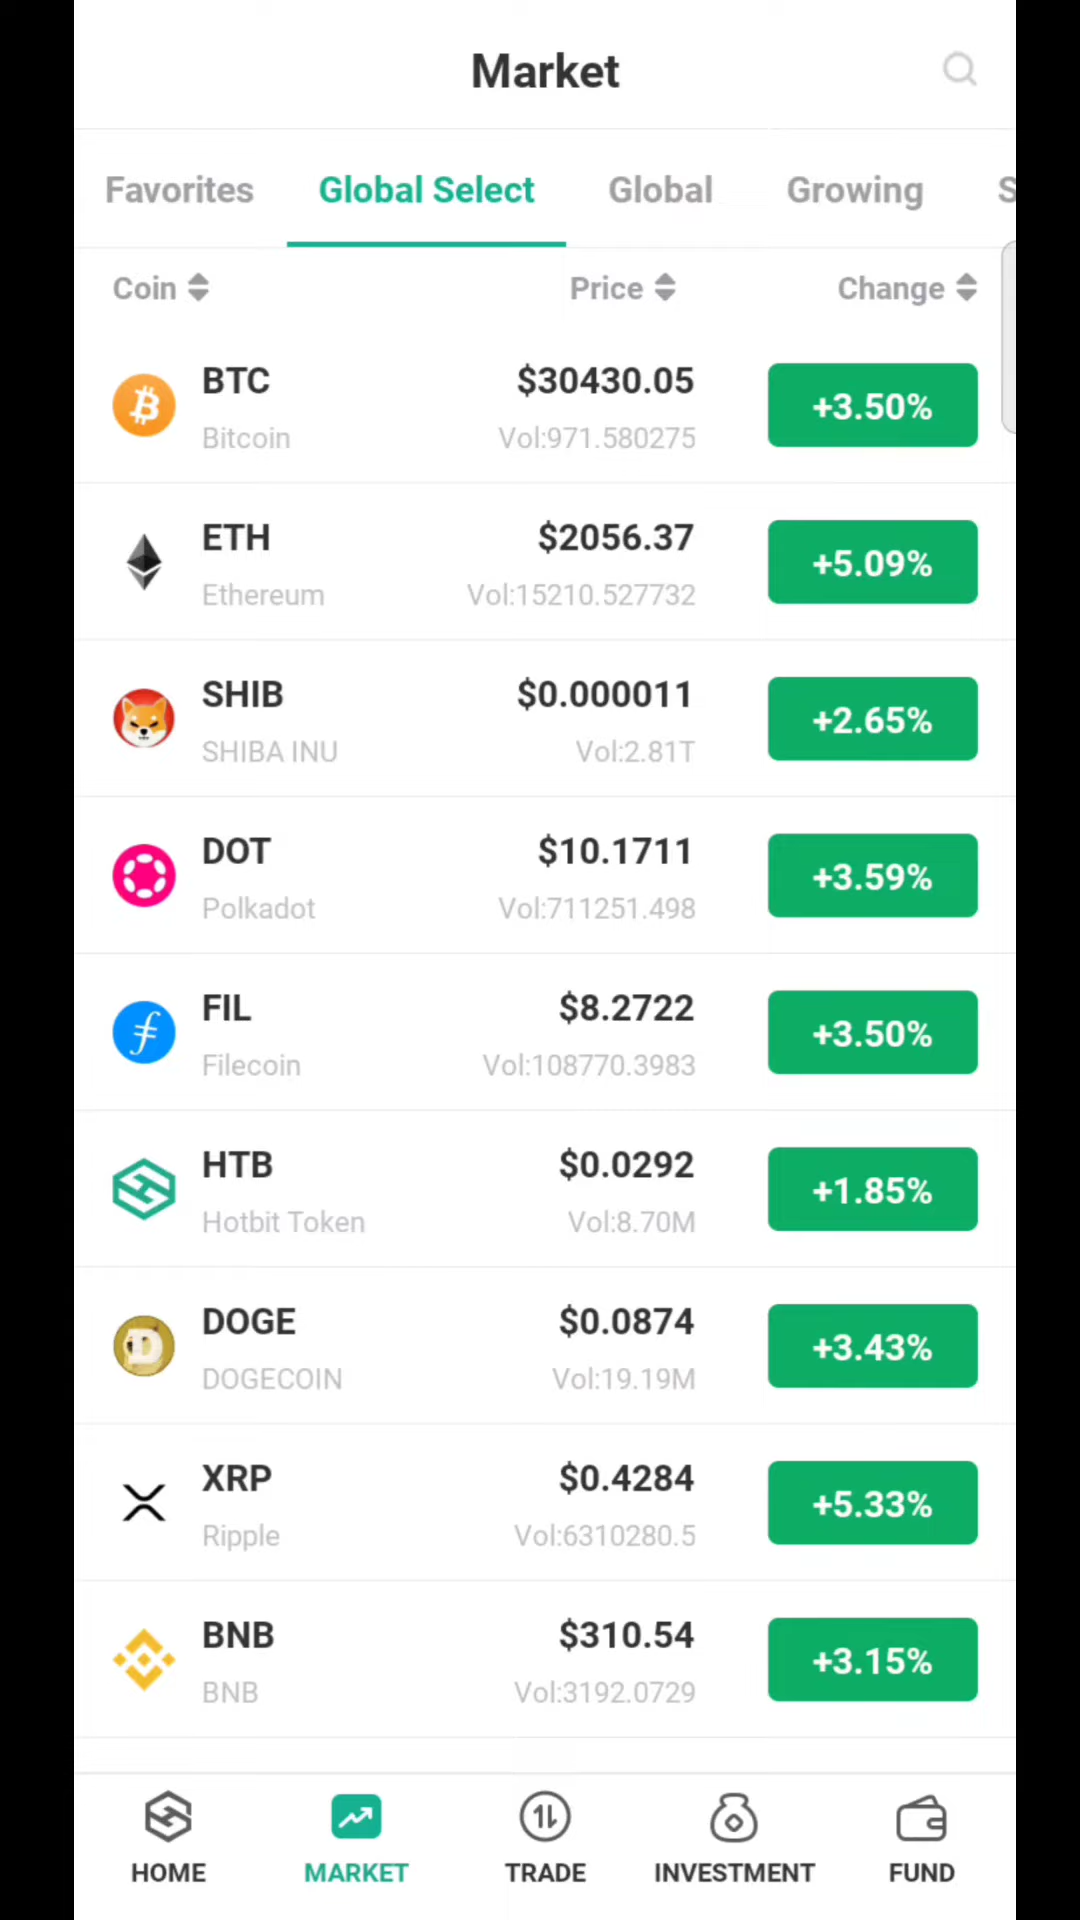 Market
Favorites Global Select Global Growing S
Coin Price Change
BTC $30430.05 +3.50%
Bitcoin Vol:971.580275
ETH $2056.37 +5.09%
Ethereum Vol:15210.527732
SHIB $0.000011 +2.65%
SHIBA INU Vol:2.81T
DOT $10.1711 +3.59%
Polkadot Vol:711251.498
FIL $8.2722 +3.50%
Filecoin Vol:108770.3983
HTB $0.0292 +1.85%
Hotbit Token Vol:8.70M
DOGE $0.0874 +3.43%
DOGECOIN Vol:19.19M
XRP $0.4284 +5.33%
Ripple Vol:6310280.5
BNB $310.54 +3.15%
BNB Vol:3192.0729
HOME MARKET TRADE INVESTMENT FUND